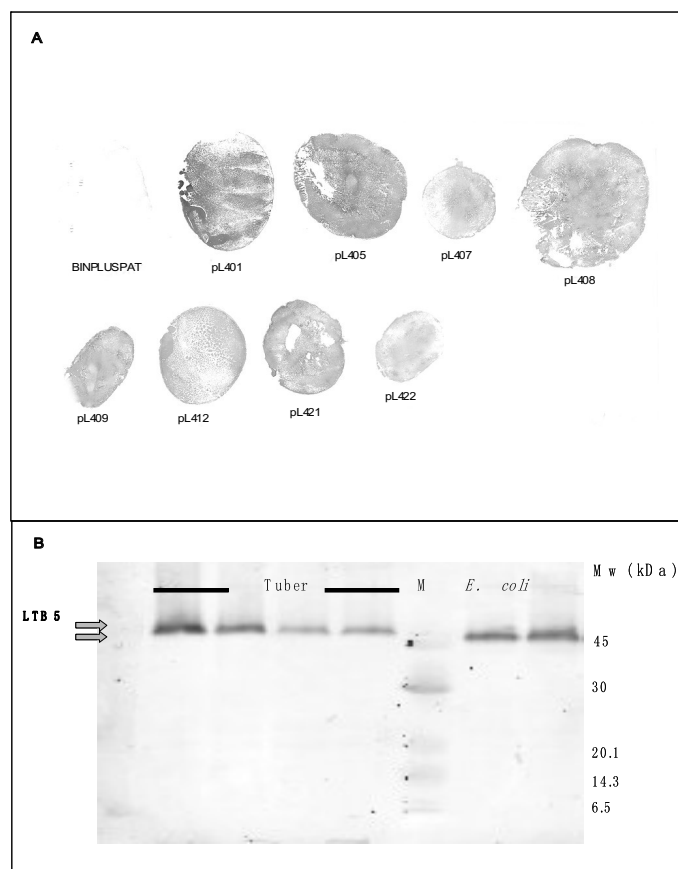 A
BINPLUSPAT pL401 pL405 pL407 pL408
pL409 pL412 pL421 pL422
B
Tuber M E. coli Mw (kDa)
LTB 5
45
30
20.1
14.3
6.5